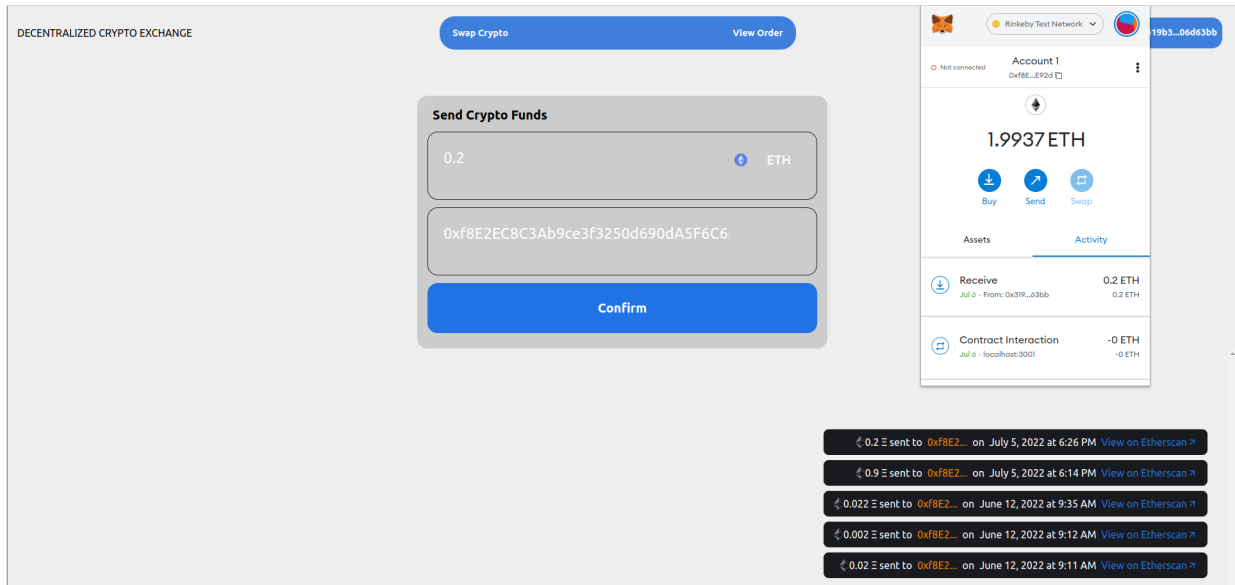 DECENTRALIZED CRYPTO EXCHANGE
Swap Crypto
View Order
319b3...06d63bb
Send Crypto Funds
0.2
ETH
0xf8E2EC8C3Ab9ce3f3250d690dA5F6C6
Confirm
Rinkeby Test Network
Not connected
Account 1
0xf8E...E92d
1.9937 ETH
Buy
Send
Swap
Assets
Activity
Receive
0.2 ETH
Jul 6 · From: 0x319...63bb
0.2 ETH
Contract Interaction
-0 ETH
Jul 6 · localhost:3001
-0 ETH
0.2 Ξ sent to 0xf8E2... on July 5, 2022 at 6:26 PM View on Etherscan
0.9 Ξ sent to 0xf8E2... on July 5, 2022 at 6:14 PM View on Etherscan
0.022 Ξ sent to 0xf8E2... on June 12, 2022 at 9:35 AM View on Etherscan
0.002 Ξ sent to 0xf8E2... on June 12, 2022 at 9:12 AM View on Etherscan
0.02 Ξ sent to 0xf8E2... on June 12, 2022 at 9:11 AM View on Etherscan